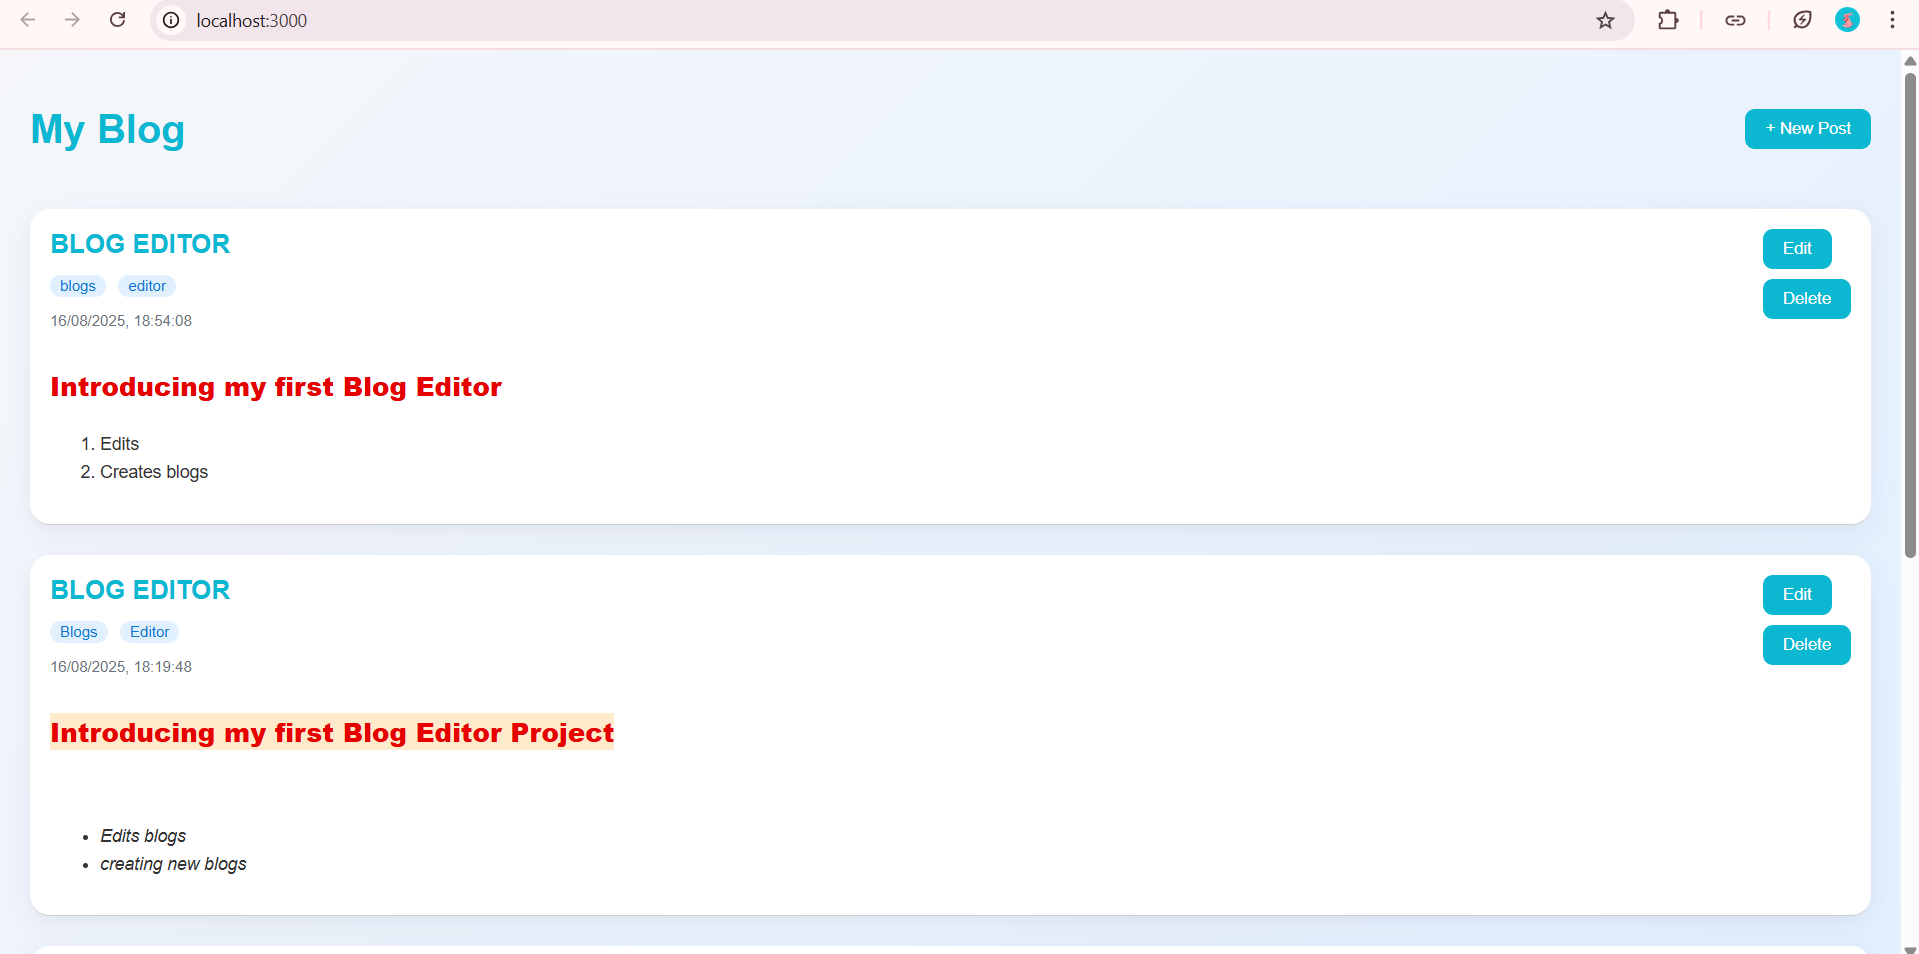 localhost:3000
My Blog
+ New Post
BLOG EDITOR
Edit
blogs editor
Delete
16/08/2025, 18:54:08
Introducing my first Blog Editor
1. Edits
2. Creates blogs
BLOG EDITOR
Edit
Blogs Editor
Delete
16/08/2025, 18:19:48
Introducing my first Blog Editor Project
• Edits blogs
• creating new blogs